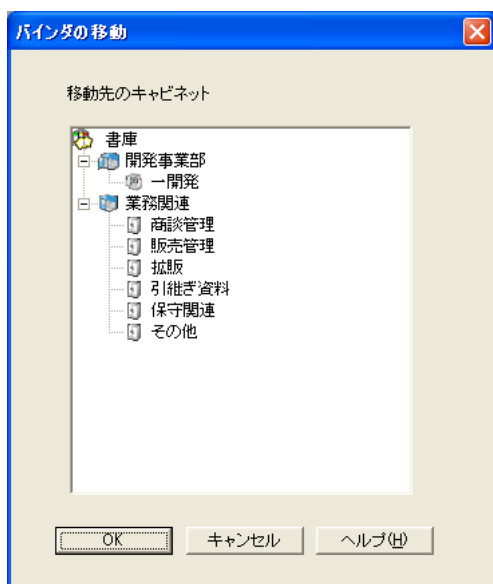 バインダの移動
移動先のキャビネット
書庫
開発事業部
一開発
業務関連
商談管理
販売管理
拡販
引継ぎ資料
保守関連
その他
OK キャンセル ヘルプ(H)